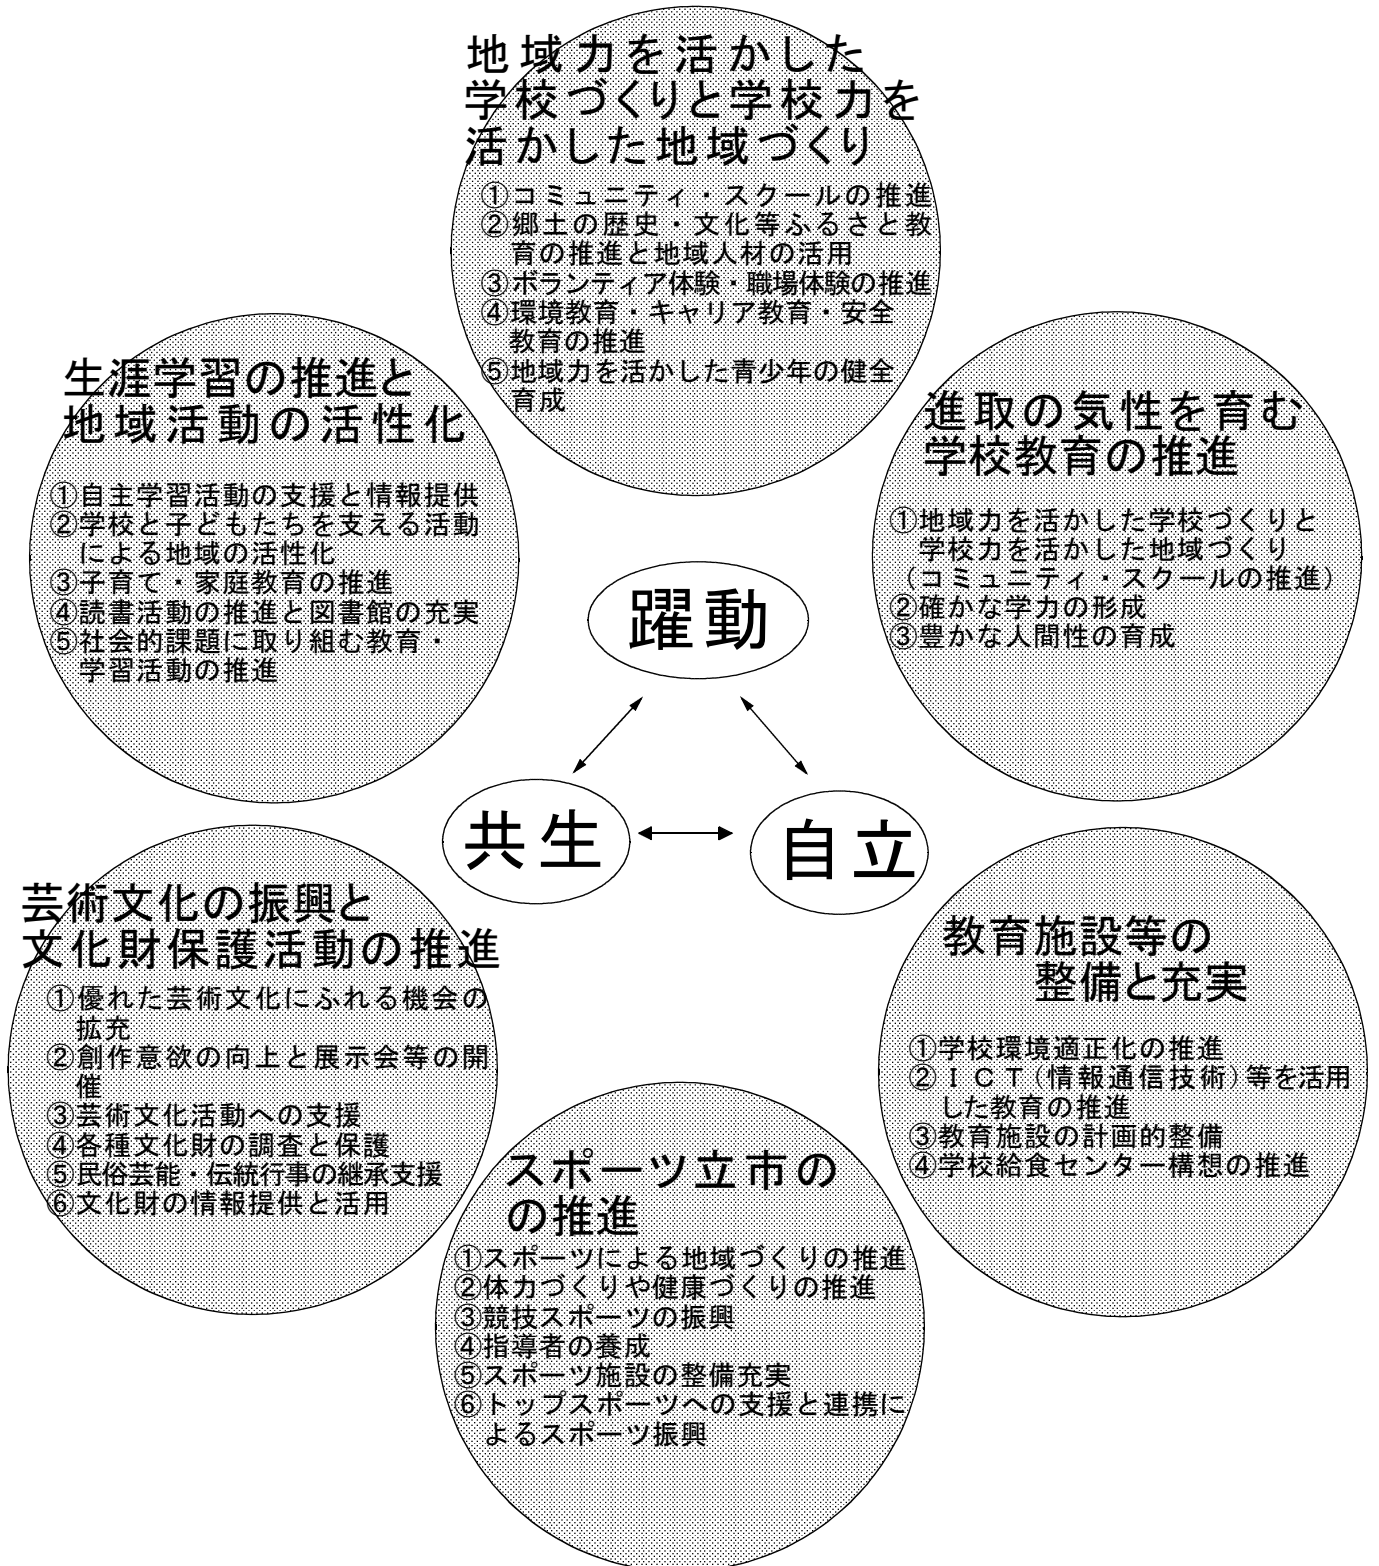 地域力を活かした
学校づくりと学校力を
活かした地域づくり
①コミュニティ・スクールの推進
②郷土の歴史・文化等ふるさと教
育の推進と地域人材の活用
③ボランティア体験・職場体験の推進
④環境教育・キャリア教育・安全
教育の推進
⑤地域力を活かした青少年の健全
育成
生涯学習の推進と
地域活動の活性化
①自主学習活動の支援と情報提供
②学校と子どもたちを支える活動
による地域の活性化
③子育て・家庭教育の推進
④読書活動の推進と図書館の充実
⑤社会的課題に取り組む教育・
学習活動の推進
進取の気性を育む
学校教育の推進
①地域力を活かした学校づくりと
学校力を活かした地域づくり
(コミュニティ・スクールの推進)
②確かな学力の形成
③豊かな人間性の育成
躍動
共生
自立
芸術文化の振興と
文化財保護活動の推進
①優れた芸術文化にふれる機会の
拡充
②創作意欲の向上と展示会等の開
催
③芸術文化活動への支援
④各種文化財の調査と保護
⑤民俗芸能・伝統行事の継承支援
⑥文化財の情報提供と活用
教育施設等の
整備と充実
①学校環境適正化の推進
②ＩＣＴ(情報通信技術)等を活用
した教育の推進
③教育施設の計画的整備
④学校給食センター構想の推進
スポーツ立市の
の推進
①スポーツによる地域づくりの推進
②体力づくりや健康づくりの推進
③競技スポーツの振興
④指導者の養成
⑤スポーツ施設の整備充実
⑥トップスポーツへの支援と連携に
よるスポーツ振興